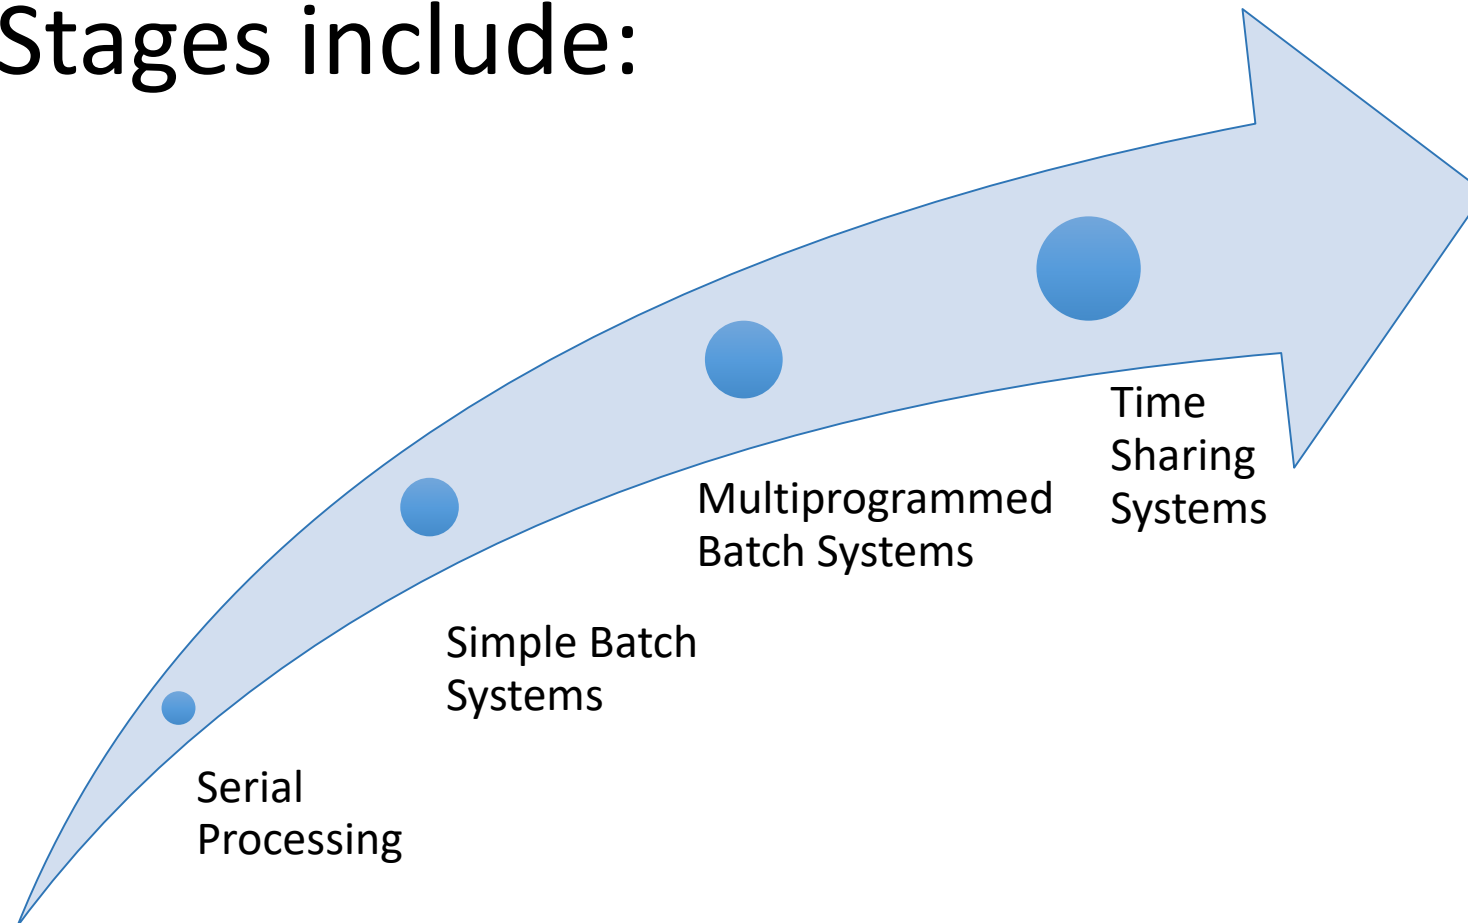 Stages include:
Time
Sharing
Systems
Multiprogrammed
Batch Systems
Simple Batch
Systems
Serial
Processing